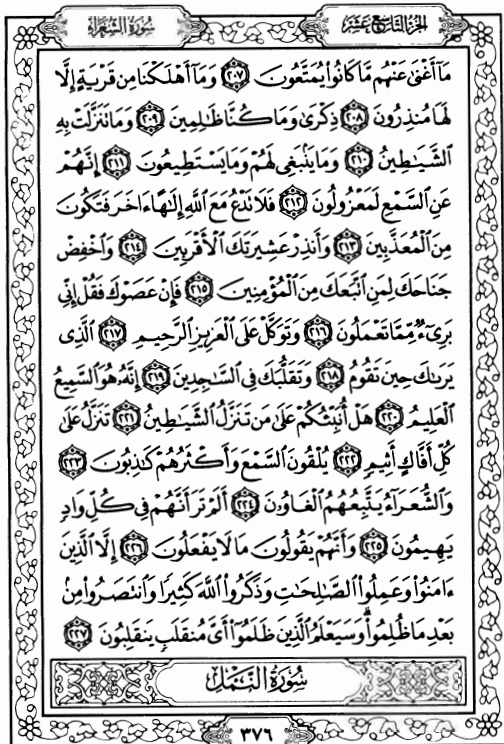 الجزء التاسع عشر
سورة الشعراء
مَآ أَغْنَىٰ عَنْهُم مَّا كَانُوا۟ يُمَتَّعُونَ ٢٠٧ وَمَآ أَهْلَكْنَا مِن قَرْيَةٍ إِلَّا
لَهَا مُنذِرُونَ ٢٠٨ ذِكْرَىٰ وَمَا كُنَّا ظَٰلِمِينَ ٢٠٩ وَمَا تَنَزَّلَتْ بِهِ
ٱلشَّيَٰطِينُ ٢١٠ وَمَا يَنۢبَغِى لَهُمْ وَمَا يَسْتَطِيعُونَ ٢١١ إِنَّهُمْ
عَنِ ٱلسَّمْعِ لَمَعْزُولُونَ ٢١٢ فَلَا تَدْعُ مَعَ ٱللَّهِ إِلَٰهًا ءَاخَرَ فَتَكُونَ
مِنَ ٱلْمُعَذَّبِينَ ٢١٣ وَأَنذِرْ عَشِيرَتَكَ ٱلْأَقْرَبِينَ ٢١٤ وَٱخْفِضْ
جَنَاحَكَ لِمَنِ ٱتَّبَعَكَ مِنَ ٱلْمُؤْمِنِينَ ٢١٥ فَإِنْ عَصَوْكَ فَقُلْ إِنِّى
بَرِىٓءٌ مِّمَّا تَعْمَلُونَ ٢١٦ وَتَوَكَّلْ عَلَى ٱلْعَزِيزِ ٱلرَّحِيمِ ٢١٧ ٱلَّذِى
يَرَىٰكَ حِينَ تَقُومُ ٢١٨ وَتَقَلُّبَكَ فِى ٱلسَّٰجِدِينَ ٢١٩ إِنَّهُۥ هُوَ ٱلسَّمِيعُ
ٱلْعَلِيمُ ٢٢٠ هَلْ أُنَبِّئُكُمْ عَلَىٰ مَن تَنَزَّلُ ٱلشَّيَٰطِينُ ٢٢١ تَنَزَّلُ عَلَىٰ
كُلِّ أَفَّاكٍ أَثِيمٍ ٢٢٢ يُلْقُونَ ٱلسَّمْعَ وَأَكْثَرُهُمْ كَٰذِبُونَ ٢٢٣
وَٱلشُّعَرَآءُ يَتَّبِعُهُمُ ٱلْغَاوُۥنَ ٢٢٤ أَلَمْ تَرَ أَنَّهُمْ فِى كُلِّ وَادٍ
يَهِيمُونَ ٢٢٥ وَأَنَّهُمْ يَقُولُونَ مَا لَا يَفْعَلُونَ ٢٢٦ إِلَّا ٱلَّذِينَ
ءَامَنُوا۟ وَعَمِلُوا۟ ٱلصَّٰلِحَٰتِ وَذَكَرُوا۟ ٱللَّهَ كَثِيرًا وَٱنتَصَرُوا۟ مِنۢ
بَعْدِ مَا ظُلِمُوا۟ ۗ وَسَيَعْلَمُ ٱلَّذِينَ ظَلَمُوٓا۟ أَىَّ مُنقَلَبٍ يَنقَلِبُونَ ٢٢٧
سُورَةُ النَّمْلِ
٣٧٦